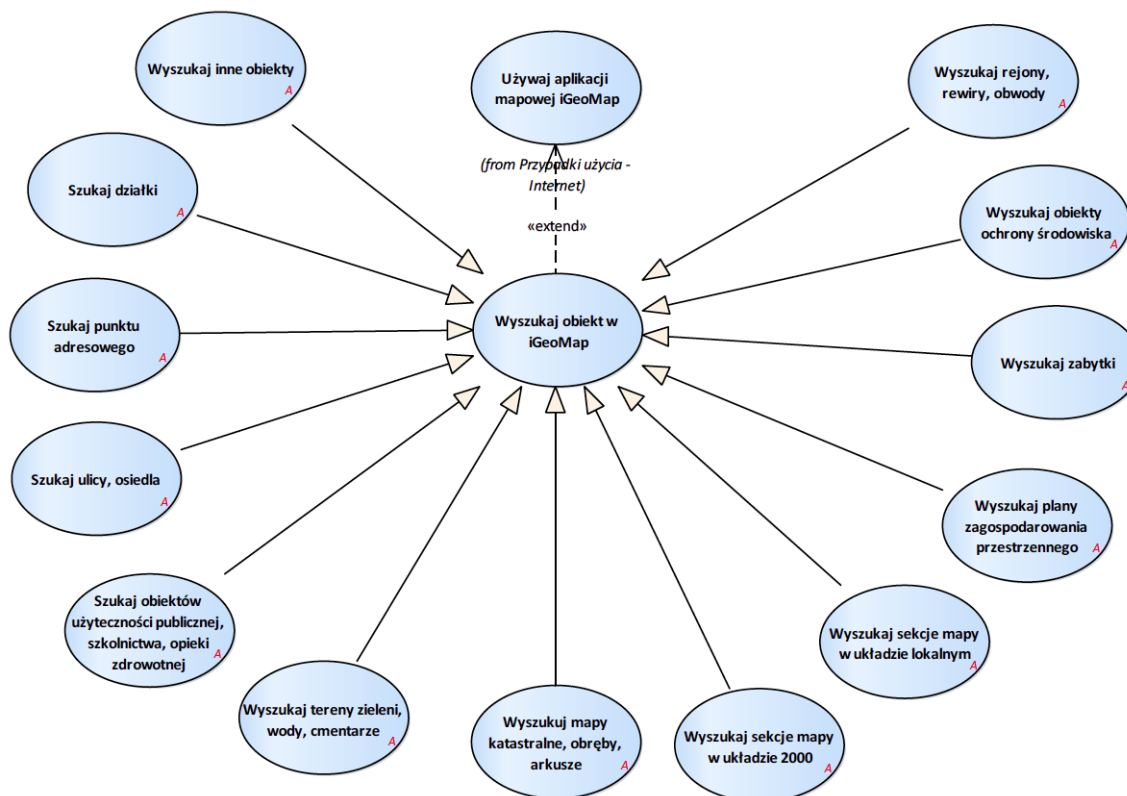 Wyszukaj inne obiekty
A
Używaj aplikacji
mapowej iGeoMap
(from Przypadki użycia -
Internet)
«extend»
Wyszukaj rejony,
rewiry, obwody
A
Szukaj działki
A
Wyszukaj obiekty
ochrony środowiska
A
Szukaj punktu
adresowego
A
Wyszukaj obiekt w
iGeoMap
Wyszukaj zabytki
A
Szukaj ulicy, osiedla
A
Wyszukaj plany
zagospodarowania
przestrzennego
A
Szukaj obiektów
użyteczności publicznej,
szkolnictwa, opieki
zdrowotnej
A
Wyszukaj sekcje mapy
w układzie lokalnym
A
Wyszukaj tereny zieleni,
wody, cmentarze
A
Wyszukuj mapy
katastralne, obręby,
arkusze
A
Wyszukaj sekcje mapy
w układzie 2000
A